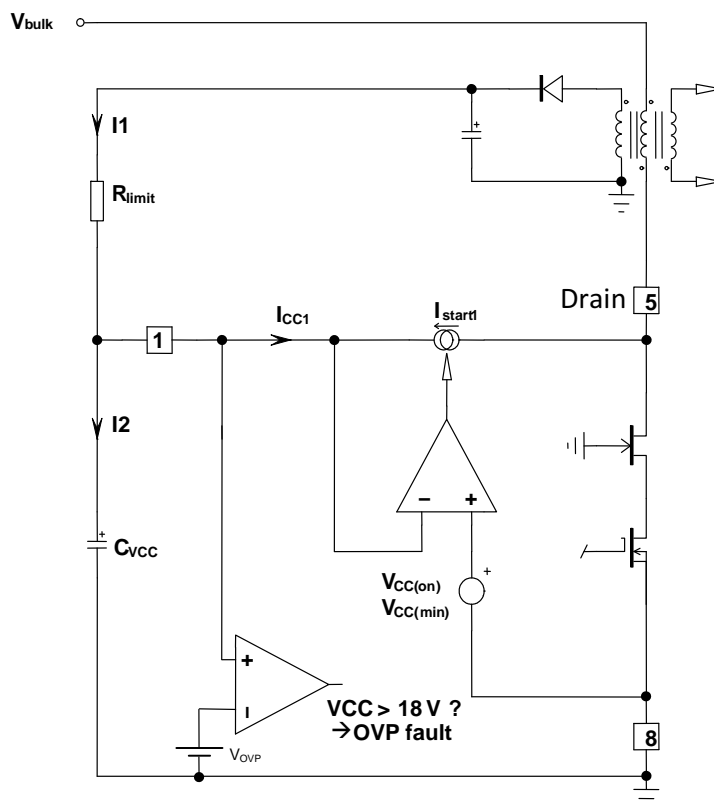 Vbulk
I1
Rlimit
Drain 5
ICC1
Istart1
1
I2
− +
CVCC
VCC(on)
VCC(min)
+
VCC > 18 V ?
→OVP fault
VOVP
8